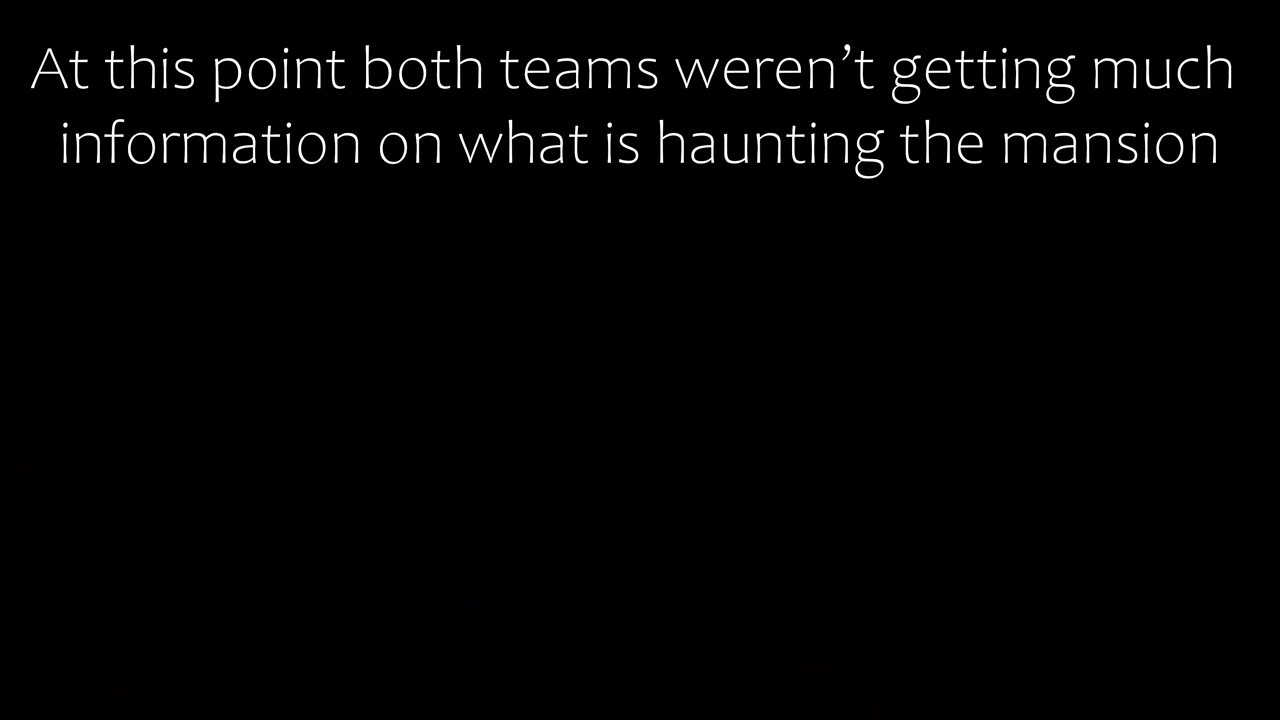 At this point both teams weren’t getting much
information on what is haunting the mansion